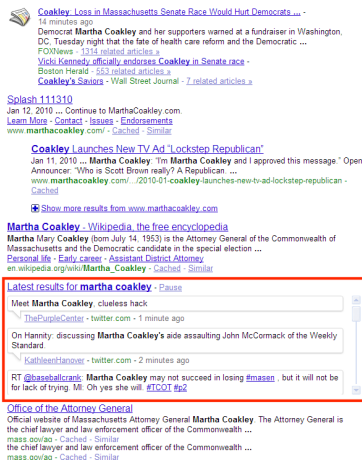 Coakley: Loss in Massachusetts Senate Race Would Hurt Democrats ... -
14 minutes ago
Democrat Martha Coakley and her supporters warned at a fundraiser in Washington,
DC, Tuesday night that the fate of health care reform and the Democratic ...
FOXNews - 1314 related articles »
Vicki Kennedy officially endorses Coakley in Senate race -
Boston Herald - 553 related articles »
Coakley's Saviors - Wall Street Journal - 7 related articles »
Splash 111310
Jan 12, 2010 ... Continue to MarthaCoakley.com.
Learn More - Contact - Issues - Endorsements
www.marthacoakley.com/ - Cached - Similar
Coakley Launches New TV Ad "Lockstep Republican"
Jan 11, 2010 ... Martha Coakley: "I'm Martha Coakley and I approved this message." Open
Announcer: "Who is Scott Brown really? A Republican. ...
www.marthacoakley.com/.../2010-01-coakley-launches-new-tv-ad-lockstep-republican -
Cached
Show more results from www.marthacoakley.com
Martha Coakley - Wikipedia, the free encyclopedia
Martha Mary Coakley (born July 14, 1953) is the Attorney General of the Commonwealth of
Massachusetts and the Democratic candidate in the special election ...
Personal life - Early career - Assistant District Attorney
en.wikipedia.org/wiki/Martha_Coakley - Cached - Similar
Latest results for martha coakley - Pause
Meet Martha Coakley, clueless hack
ThePurpleCenter - twitter.com - 1 minute ago
On Hannity: discussing Martha Coakley's aide assaulting John McCormack of the Weekly
Standard.
KathleenHanover - twitter.com - 2 minutes ago
RT @baseballcrank: Martha Coakley may not succeed in losing #masen , but it will not be
for lack of trying. MI: Oh yes she will. #TCOT #p2
Office of the Attorney General
Official website of Massachusetts Attorney General Martha Coakley. The Attorney General is
the chief lawyer and law enforcement officer of the Commonwealth ...
mass.gov/ago - Cached - Similar
the chief lawyer and law enforcement officer of the Commonwealth ...
mass.gov/ago - Cached - Similar